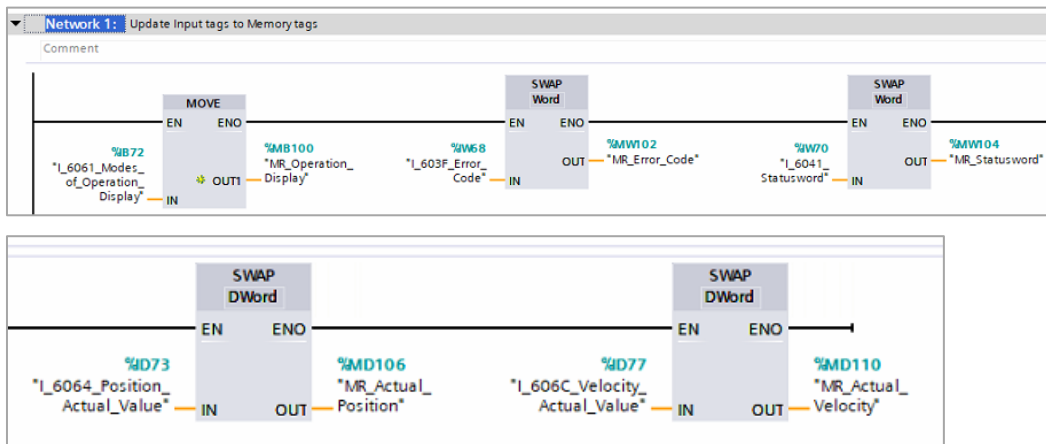 Network 1: Update Input tags to Memory tags
Comment
MOVE
EN ENO
%IB72
"I_6061_Modes_
of_Operation_
Display"
IN
OUT1
%MB100
"MR_Operation_
Display"
SWAP
Word
EN ENO
%IW68
"I_603F_Error_
Code"
IN
OUT
%MW102
"MR_Error_Code"
SWAP
Word
EN ENO
%IW70
"I_6041_
Statusword"
IN
OUT
%MW104
"MR_Statusword"
SWAP
DWord
EN ENO
%ID73
"I_6064_Position_
Actual_Value"
IN
OUT
%MD106
"MR_Actual_
Position"
SWAP
DWord
EN ENO
%ID77
"I_606C_Velocity_
Actual_Value"
IN
OUT
%MD110
"MR_Actual_
Velocity"